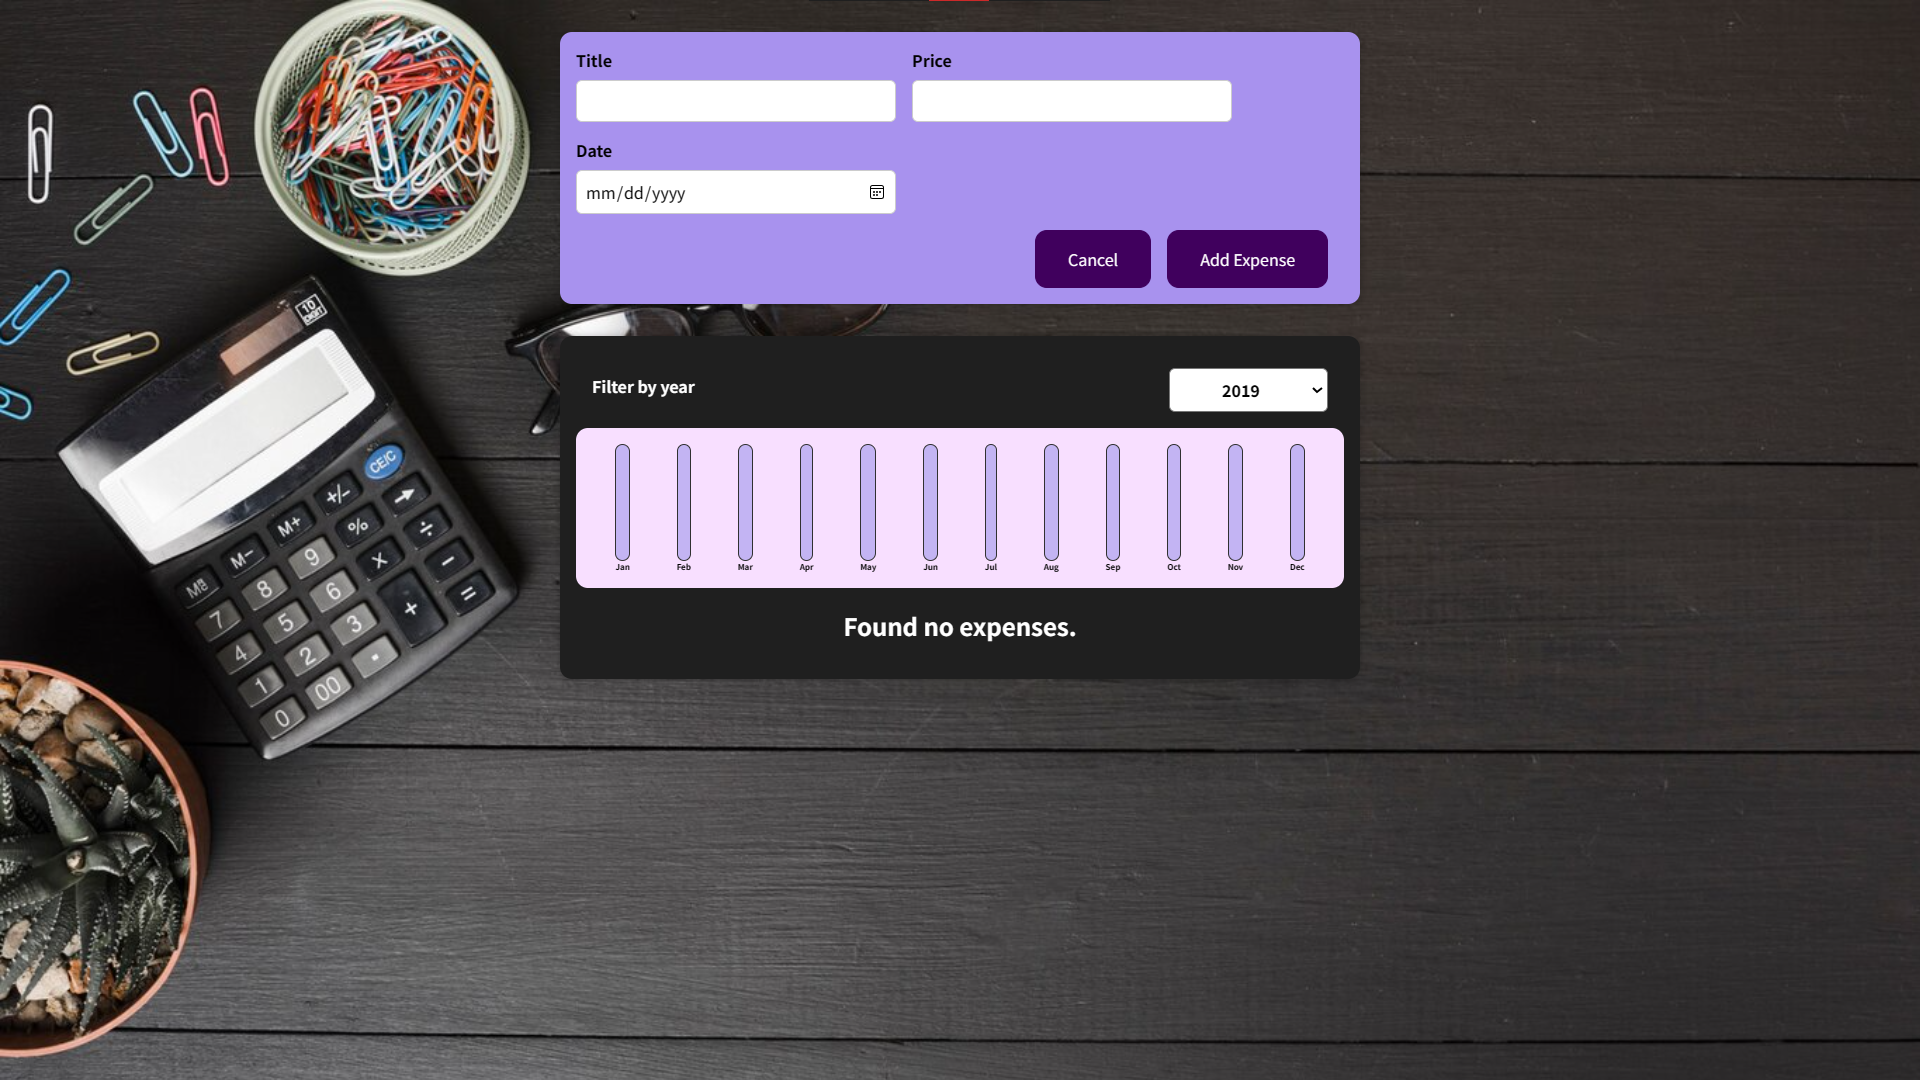 Title
Price
Date
mm/dd/yyyy
Cancel
Add Expense
Filter by year
2019
Jan
Feb
Mar
Apr
May
Jun
Jul
Aug
Sep
Oct
Nov
Dec
Found no expenses.
10
DIGIT
CE/C
+/-
M+
%
÷
M−
9
X
−
8
6
+
=
7
5
3
4
2
.
1
00
0